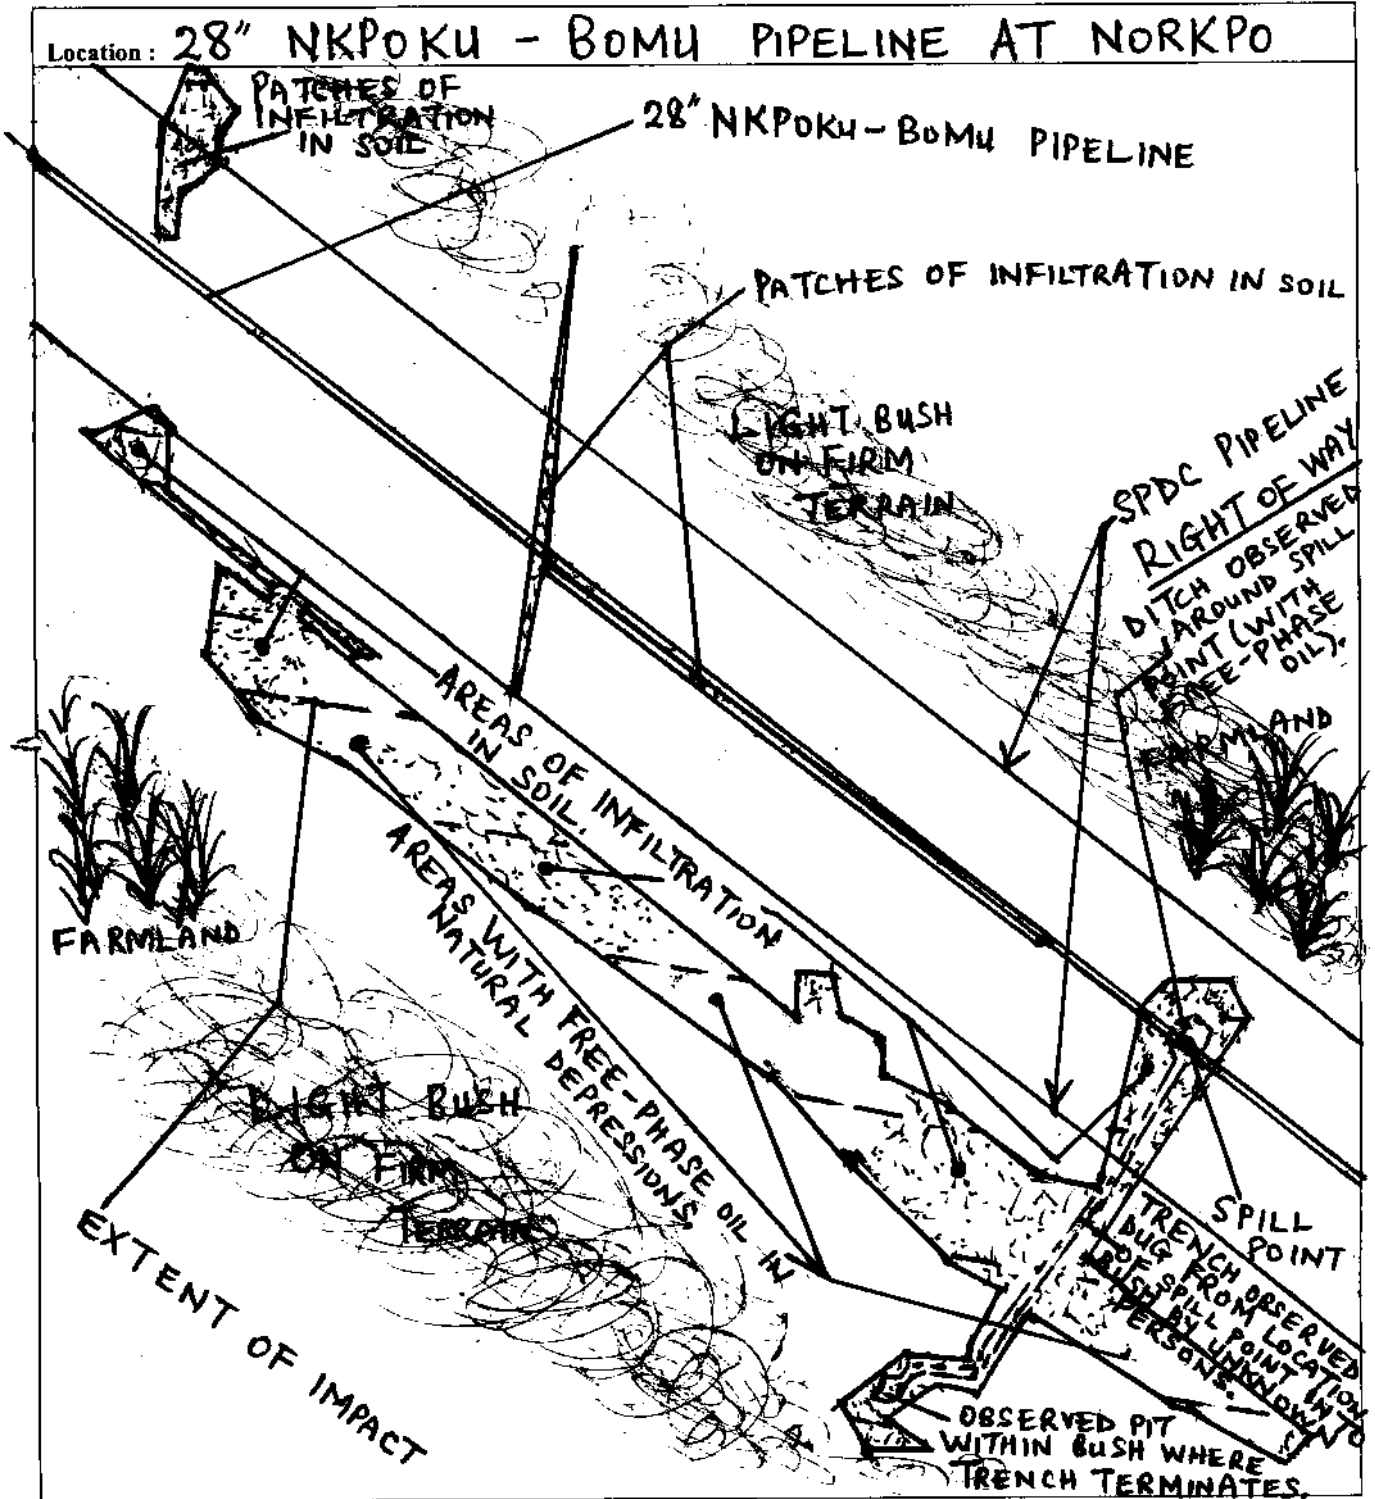 Location : 28" NKPOKU - BOMU PIPELINE AT NORKPO
PATCHES OF
INFILTRATION
IN SOIL
28" NKPOKU-BOMU PIPELINE
PATCHES OF INFILTRATION IN SOIL
LIGHT BUSH
ON FIRM
TERRAIN
SPDC PIPELINE
RIGHT OF WAY
DITCH OBSERVED
AROUND SPILL
POINT (WITH
FREE-PHASE
OIL).
FARMLAND
AREAS OF INFILTRATION
IN SOIL.
AREAS WITH FREE-PHASE OIL IN
NATURAL DEPRESSIONS.
FARMLAND
LIGHT BUSH
ON FIRM
TERRAIN
EXTENT OF IMPACT
SPILL
POINT
TRENCH OBSERVED
DUG FROM LOCATION
OF SPILL POINT INTO
BUSH BY UNKNOWN
PERSONS.
OBSERVED PIT
WITHIN BUSH WHERE
TRENCH TERMINATES.